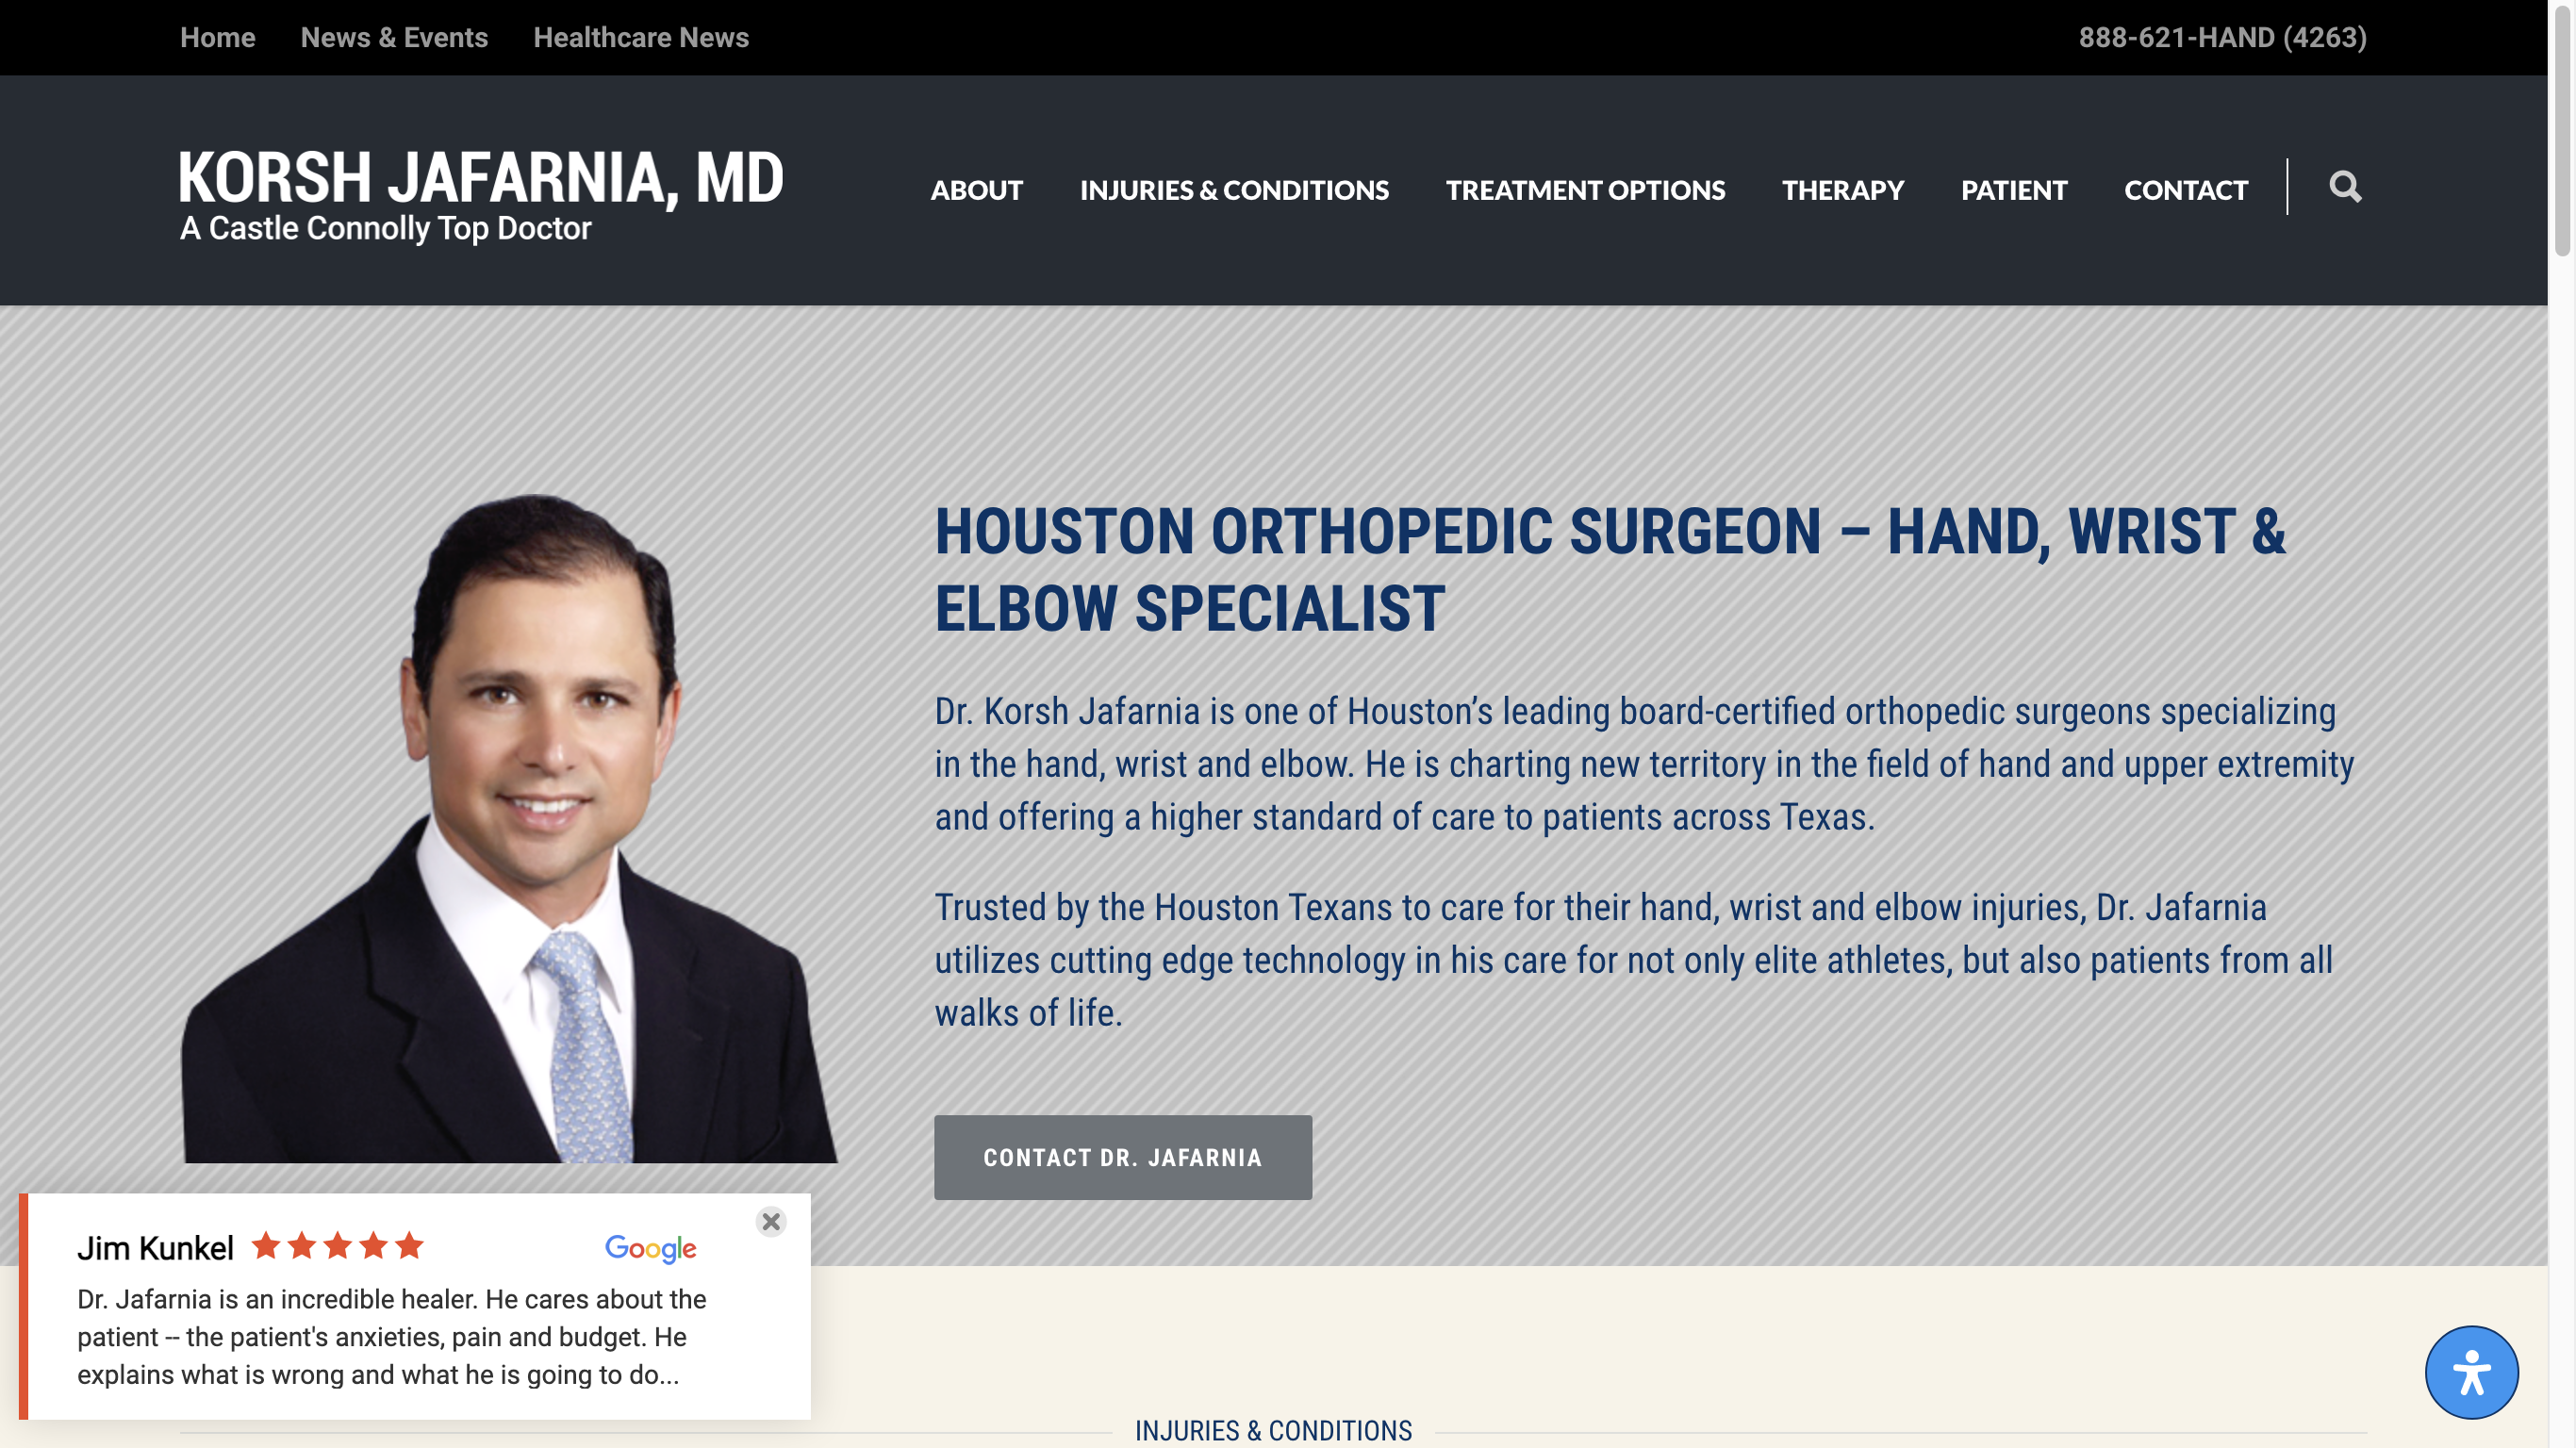 Home News & Events Healthcare News 888-621-HAND (4263)
KORSH JAFARNIA, MD
A Castle Connolly Top Doctor
ABOUT INJURIES & CONDITIONS TREATMENT OPTIONS THERAPY PATIENT CONTACT
HOUSTON ORTHOPEDIC SURGEON – HAND, WRIST &
ELBOW SPECIALIST
Dr. Korsh Jafarnia is one of Houston’s leading board-certified orthopedic surgeons specializing
in the hand, wrist and elbow. He is charting new territory in the field of hand and upper extremity
and offering a higher standard of care to patients across Texas.
Trusted by the Houston Texans to care for their hand, wrist and elbow injuries, Dr. Jafarnia
utilizes cutting edge technology in his care for not only elite athletes, but also patients from all
walks of life.
CONTACT DR. JAFARNIA
Jim Kunkel Google
Dr. Jafarnia is an incredible healer. He cares about the
patient -- the patient's anxieties, pain and budget. He
explains what is wrong and what he is going to do...
INJURIES & CONDITIONS